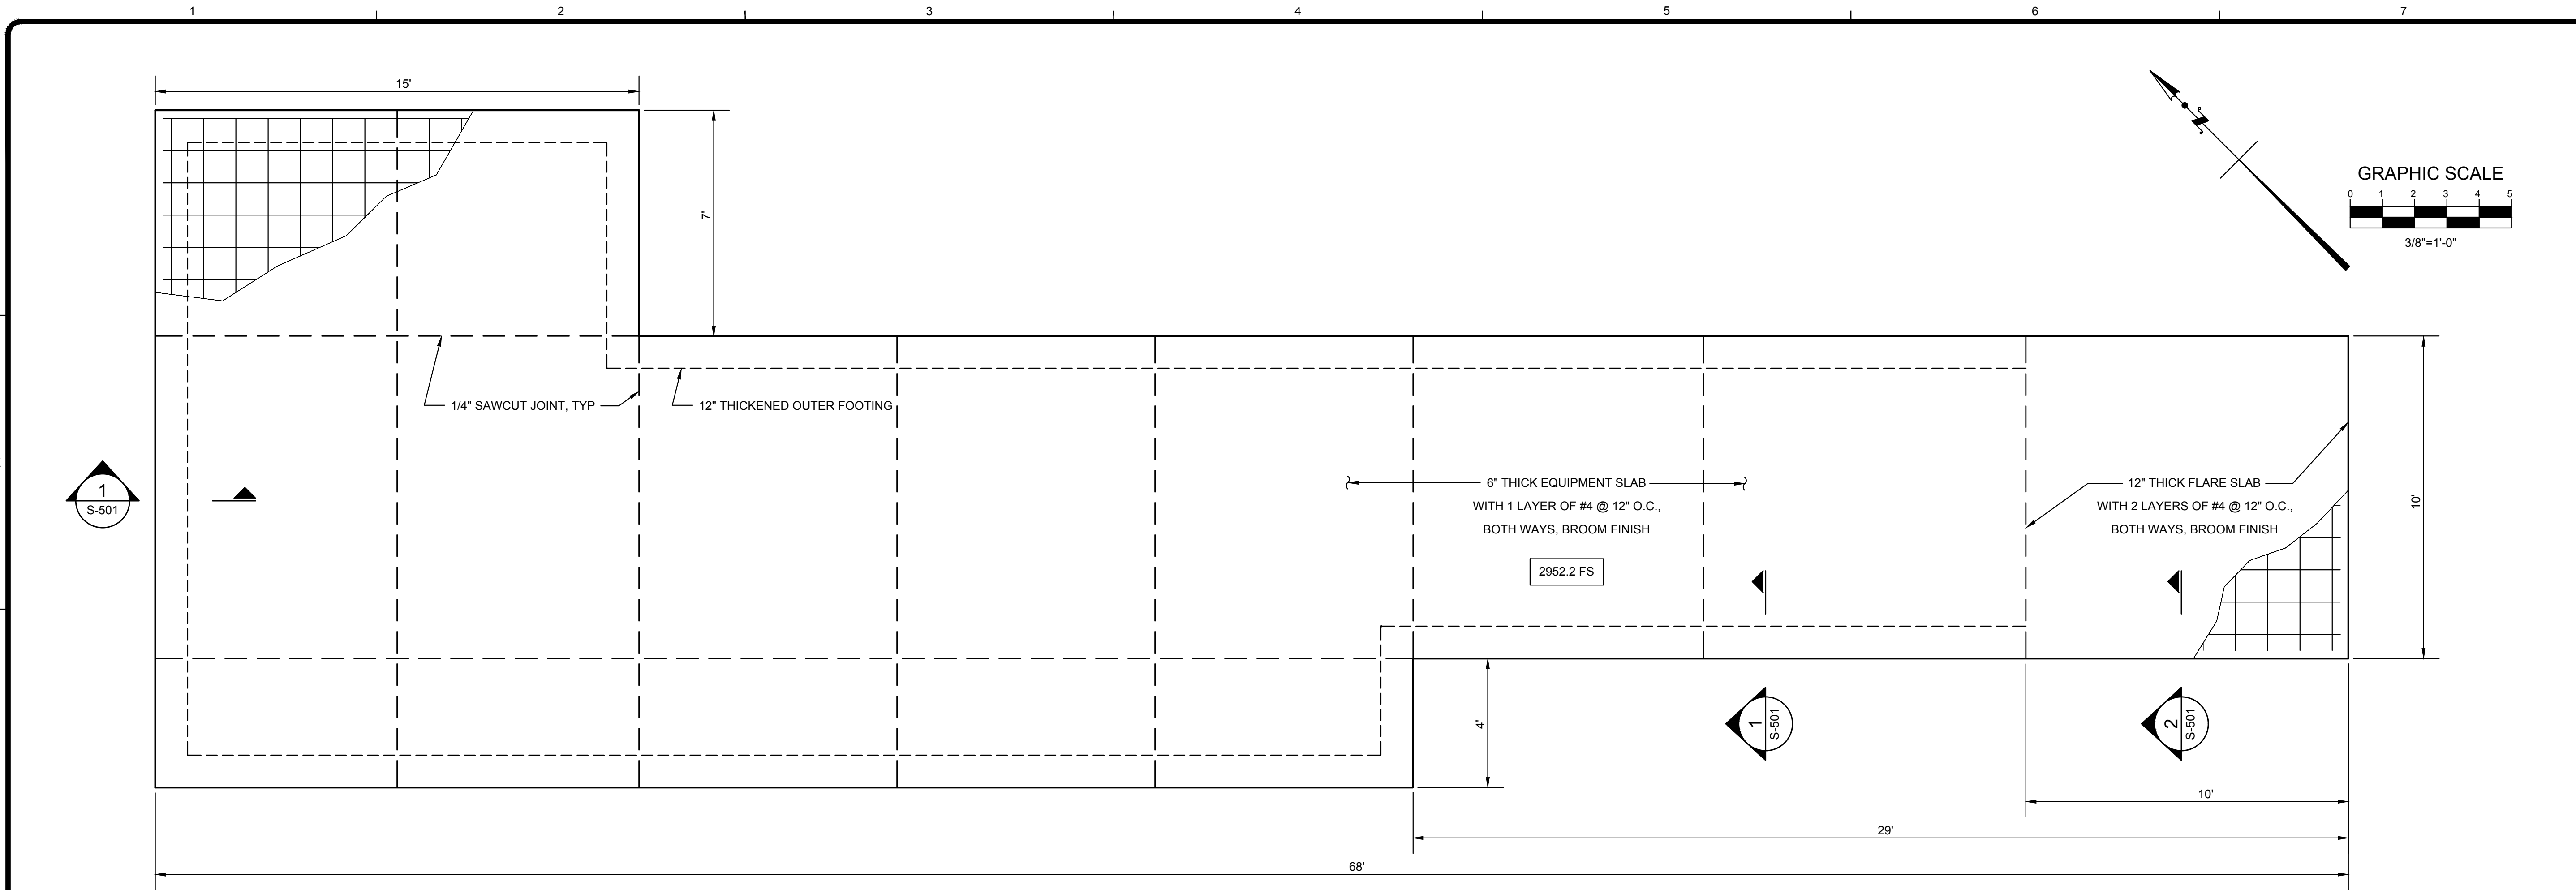 1 2 3 4 5 6 7
15'
7'
N
GRAPHIC SCALE
0 1 2 3 4 5
3/8"=1'-0"
1/4" SAWCUT JOINT, TYP
12" THICKENED OUTER FOOTING
1
S-501
6" THICK EQUIPMENT SLAB
WITH 1 LAYER OF #4 @ 12" O.C.,
BOTH WAYS, BROOM FINISH
2952.2 FS
12" THICK FLARE SLAB
WITH 2 LAYERS OF #4 @ 12" O.C.,
BOTH WAYS, BROOM FINISH
10'
4'
1
S-501
2
S-501
10'
29'
68'